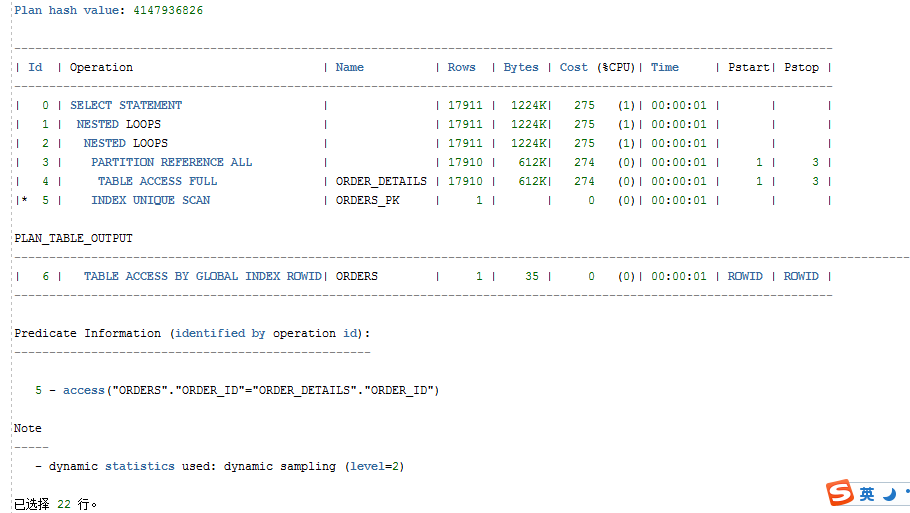 Plan hash value: 4147936826
--------------------------------------------------------------------------------------------------------------------
| Id | Operation | Name | Rows | Bytes | Cost (%CPU)| Time | Pstart| Pstop |
--------------------------------------------------------------------------------------------------------------------
| 0 | SELECT STATEMENT | | 17911 | 1224K| 275 (1)| 00:00:01 | | |
| 1 | NESTED LOOPS | | 17911 | 1224K| 275 (1)| 00:00:01 | | |
| 2 | NESTED LOOPS | | 17911 | 1224K| 275 (1)| 00:00:01 | | |
| 3 | PARTITION REFERENCE ALL | | 17910 | 612K| 274 (0)| 00:00:01 | 1 | 3 |
| 4 | TABLE ACCESS FULL | ORDER_DETAILS | 17910 | 612K| 274 (0)| 00:00:01 | 1 | 3 |
|* 5 | INDEX UNIQUE SCAN | ORDERS_PK | 1 | | 0 (0)| 00:00:01 | | |
PLAN_TABLE_OUTPUT
--------------------------------------------------------------------------------------------------------------------
| 6 | TABLE ACCESS BY GLOBAL INDEX ROWID| ORDERS | 1 | 35 | 0 (0)| 00:00:01 | ROWID | ROWID |
--------------------------------------------------------------------------------------------------------------------
Predicate Information (identified by operation id):
---------------------------------------------------
5 - access("ORDERS"."ORDER_ID"="ORDER_DETAILS"."ORDER_ID")
Note
-----
- dynamic statistics used: dynamic sampling (level=2)
已选择 22 行。
S 英